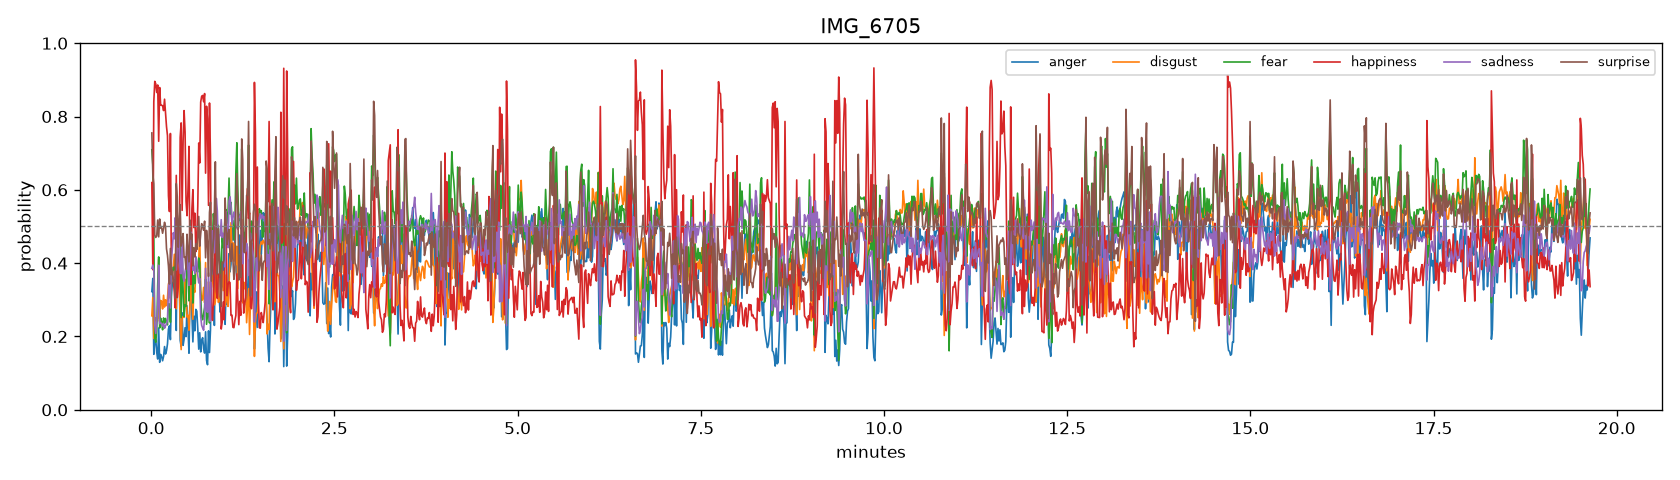 IMG_6705
anger disgust fear happiness sadness surprise
1.0
0.8
0.6
0.4
0.2
0.0
probability
0.0 2.5 5.0 7.5 10.0 12.5 15.0 17.5 20.0
minutes